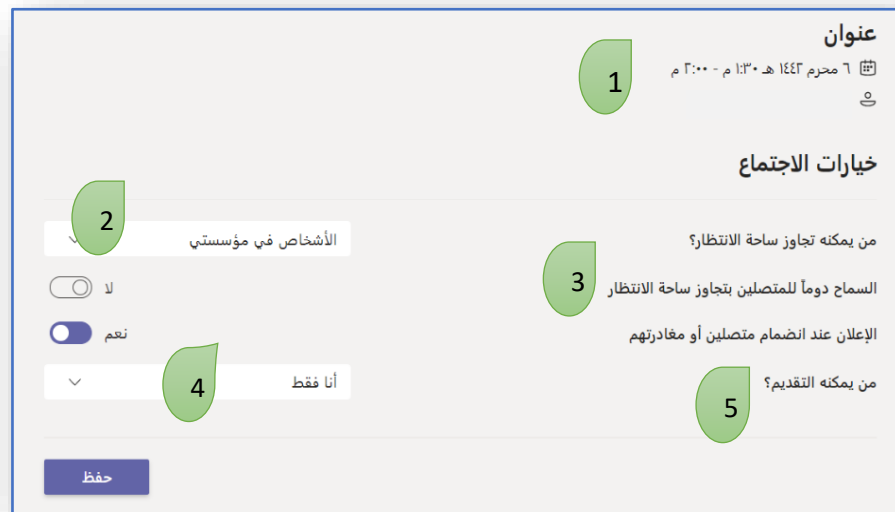 عنوان
٦ محرم ١٤٤٣ هـ ١:٣٠ م - ٢:٠٠ م
1
خيارات الاجتماع
2
من يمكنه تجاوز ساحة الانتظار؟ الأشخاص في مؤسستي
3
السماح دوماً للمتصلين بتجاوز ساحة الانتظار لا
الإعلان عند انضمام متصلين أو مغادرتهم نعم
من يمكنه التقديم؟ أنا فقط
4
5
حفظ